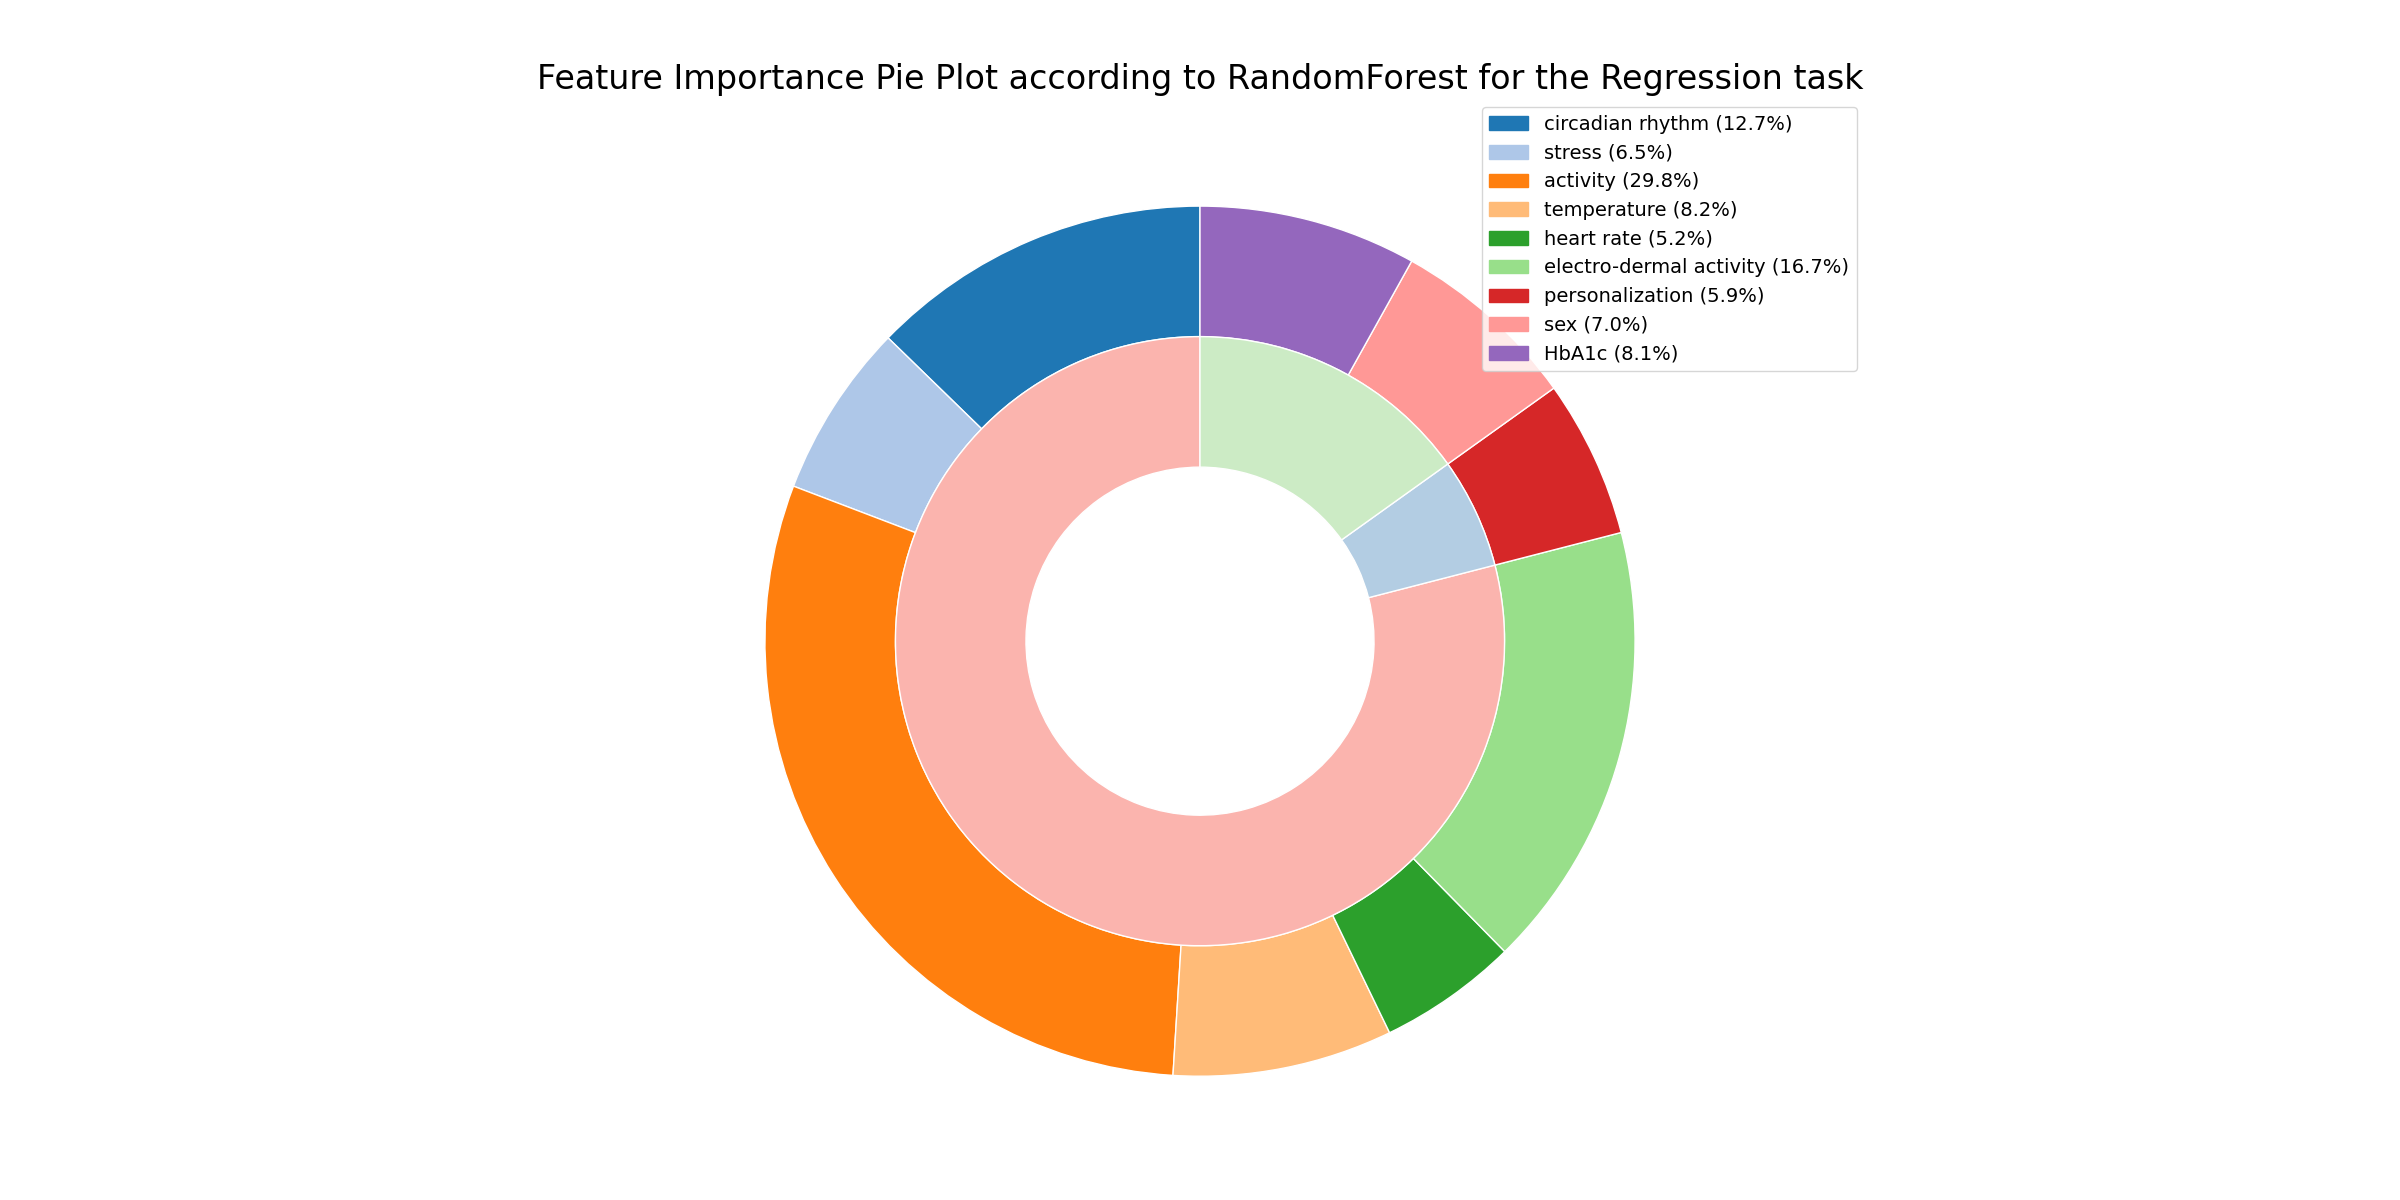 Feature Importance Pie Plot according to RandomForest for the Regression task
circadian rhythm (12.7%)
stress (6.5%)
activity (29.8%)
temperature (8.2%)
heart rate (5.2%)
electro-dermal activity (16.7%)
personalization (5.9%)
sex (7.0%)
HbA1c (8.1%)